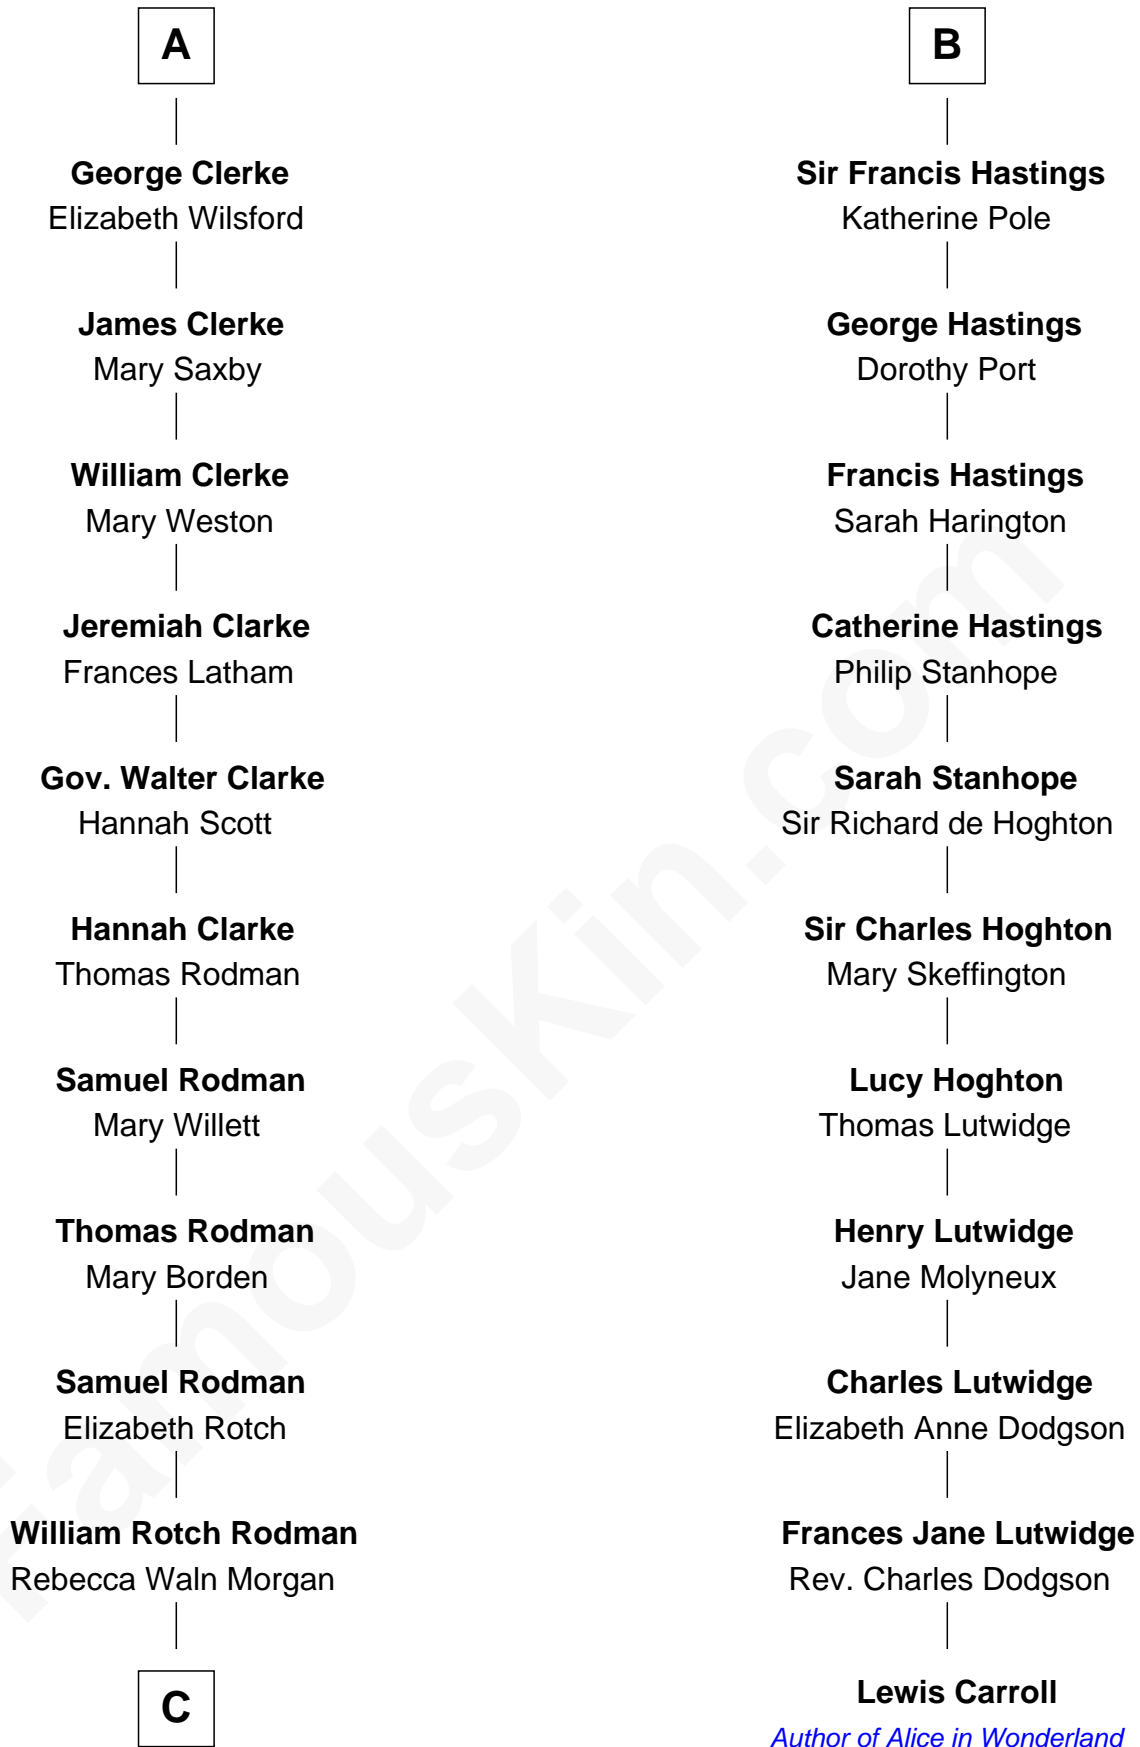 A
George Clerke
Elizabeth Wilsford
James Clerke
Mary Saxby
William Clerke
Mary Weston
Jeremiah Clarke
Frances Latham
Gov. Walter Clarke
Hannah Scott
Hannah Clarke
Thomas Rodman
Samuel Rodman
Mary Willett
Thomas Rodman
Mary Borden
Samuel Rodman
Elizabeth Rotch
William Rotch Rodman
Rebecca Waln Morgan
C
B
Sir Francis Hastings
Katherine Pole
George Hastings
Dorothy Port
Francis Hastings
Sarah Harington
Catherine Hastings
Philip Stanhope
Sarah Stanhope
Sir Richard de Hoghton
Sir Charles Hoghton
Mary Skeffington
Lucy Hoghton
Thomas Lutwidge
Henry Lutwidge
Jane Molyneux
Charles Lutwidge
Elizabeth Anne Dodgson
Frances Jane Lutwidge
Rev. Charles Dodgson
Lewis Carroll
Author of Alice in Wonderland
FamousKin.com